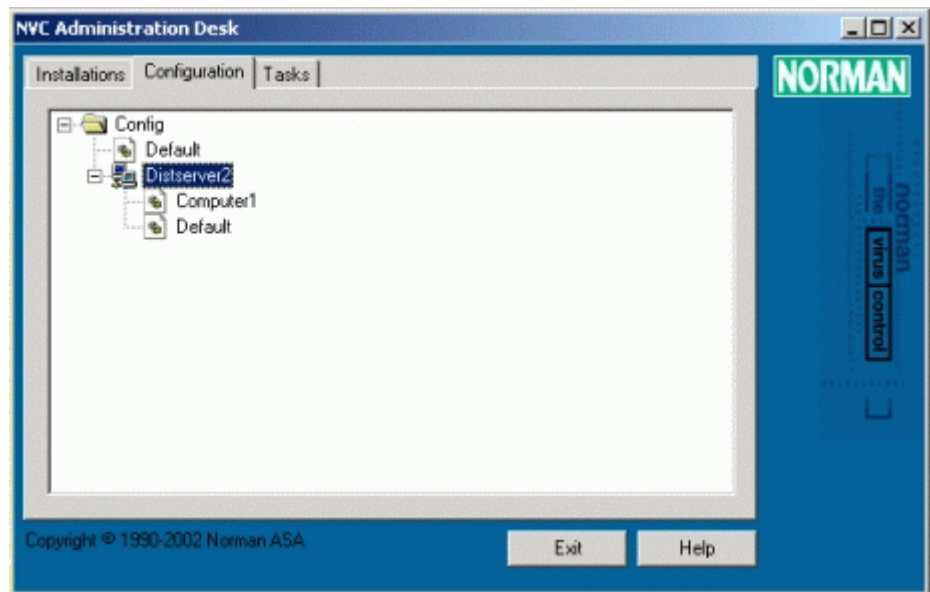 NVC Administration Desk
Installations Configuration Tasks
NORMAN
Config
Default
Distserver2
Computer1
Default
norman
the virus control
Copyright © 1990-2002 Norman ASA
Exit Help